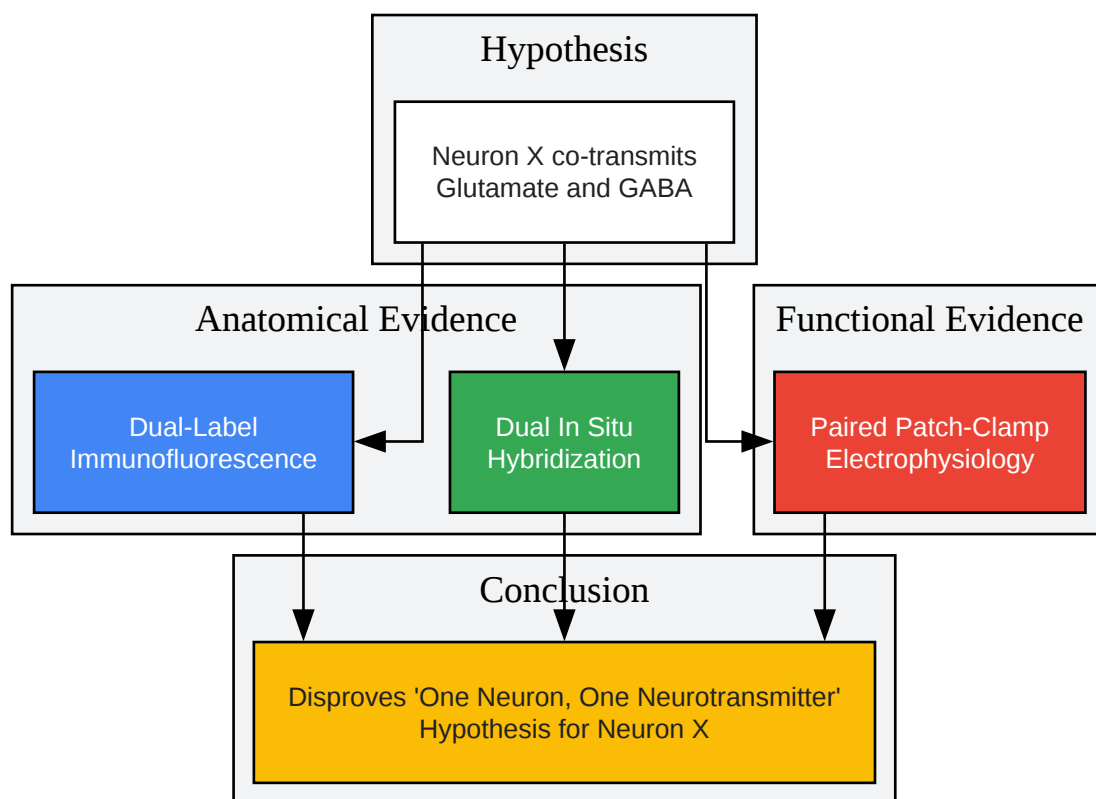 Hypothesis
Neuron X co-transmits
Glutamate and GABA
Anatomical Evidence
Dual-Label
Immunofluorescence
Dual In Situ
Hybridization
Functional Evidence
Paired Patch-Clamp
Electrophysiology
Conclusion
Disproves 'One Neuron, One Neurotransmitter'
Hypothesis for Neuron X